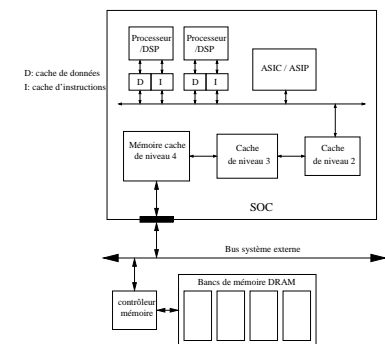 Processeur
/DSP
Processeur
/DSP
ASIC / ASIP
D: cache de données
I: cache d'instructions
D
I
D
I
Mémoire cache
de niveau 4
Cache
de niveau 3
Cache
de niveau 2
SOC
Bus système externe
contrôleur
mémoire
Bancs de mémoire DRAM